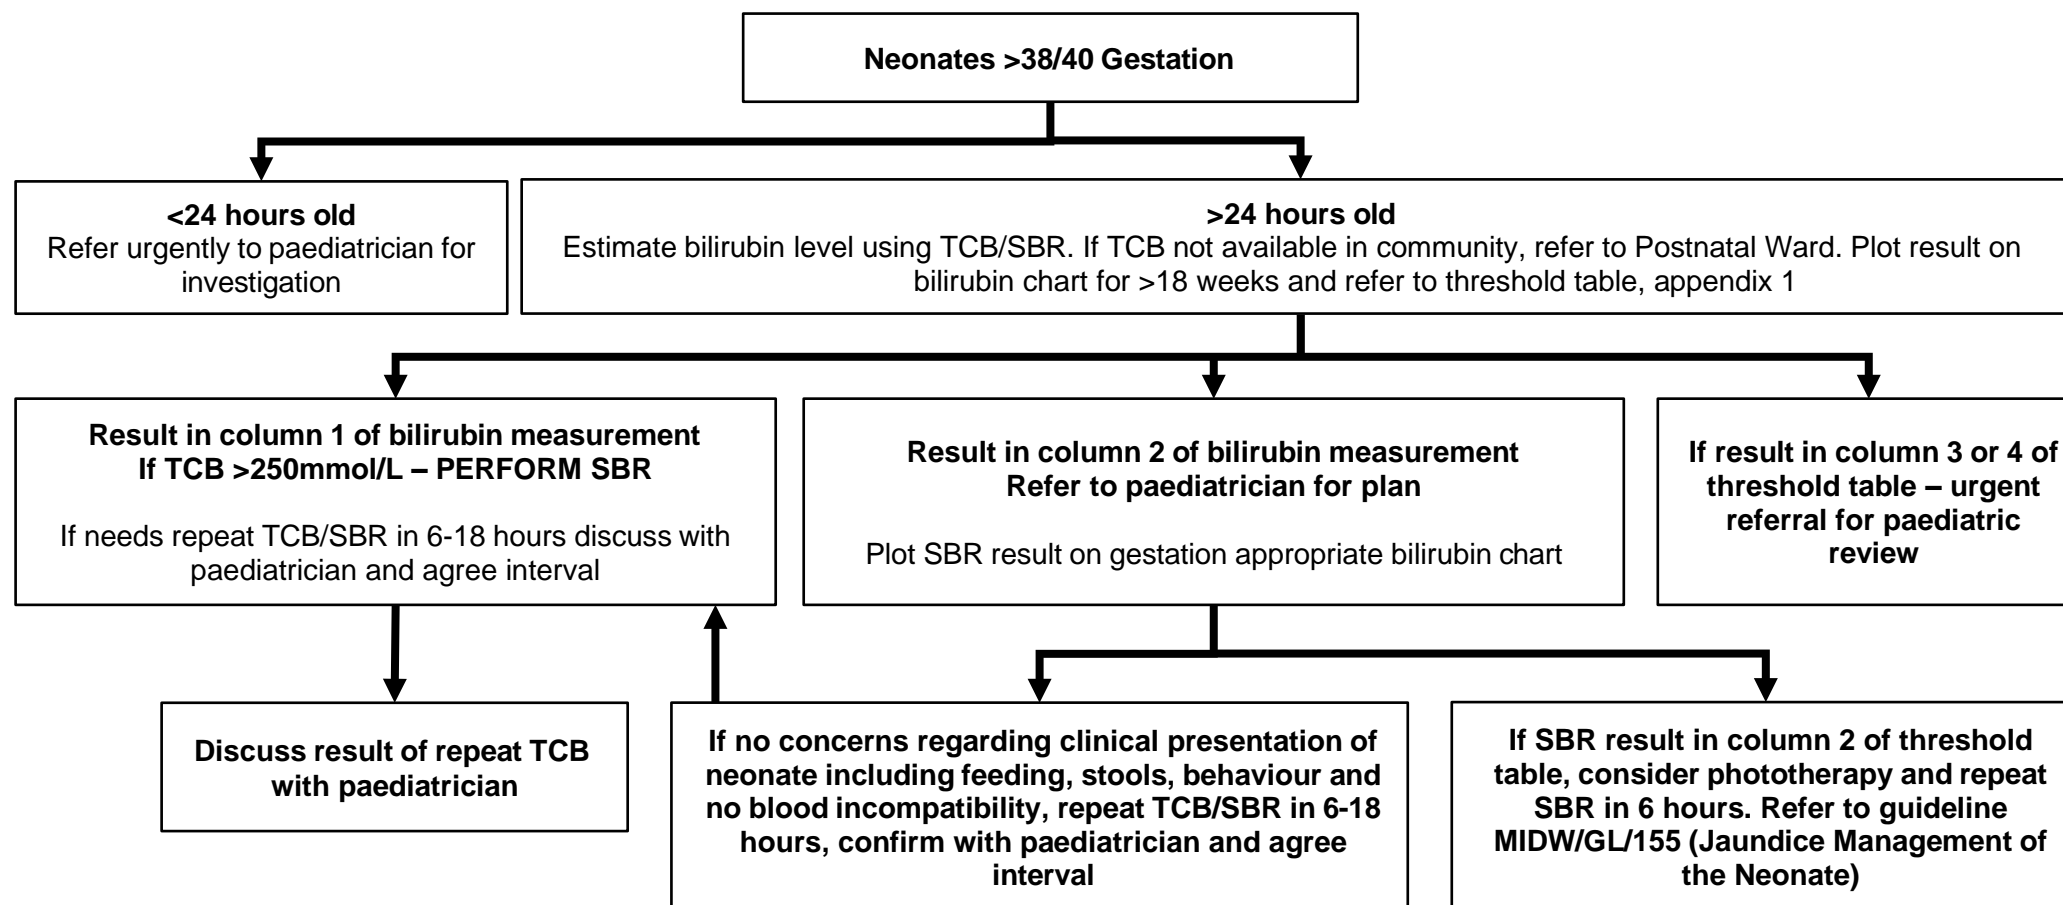 Neonates >38/40 Gestation
<24 hours old
Refer urgently to paediatrician for
investigation
>24 hours old
Estimate bilirubin level using TCB/SBR. If TCB not available in community, refer to Postnatal Ward. Plot result on
bilirubin chart for >18 weeks and refer to threshold table, appendix 1
Result in column 1 of bilirubin measurement
If TCB >250mmol/L – PERFORM SBR
If needs repeat TCB/SBR in 6-18 hours discuss with
paediatrician and agree interval
Result in column 2 of bilirubin measurement
Refer to paediatrician for plan
Plot SBR result on gestation appropriate bilirubin chart
If result in column 3 or 4 of
threshold table – urgent
referral for paediatric
review
Discuss result of repeat TCB
with paediatrician
If no concerns regarding clinical presentation of
neonate including feeding, stools, behaviour and
no blood incompatibility, repeat TCB/SBR in 6-18
hours, confirm with paediatrician and agree
interval
If SBR result in column 2 of threshold
table, consider phototherapy and repeat
SBR in 6 hours. Refer to guideline
MIDW/GL/155 (Jaundice Management of
the Neonate)